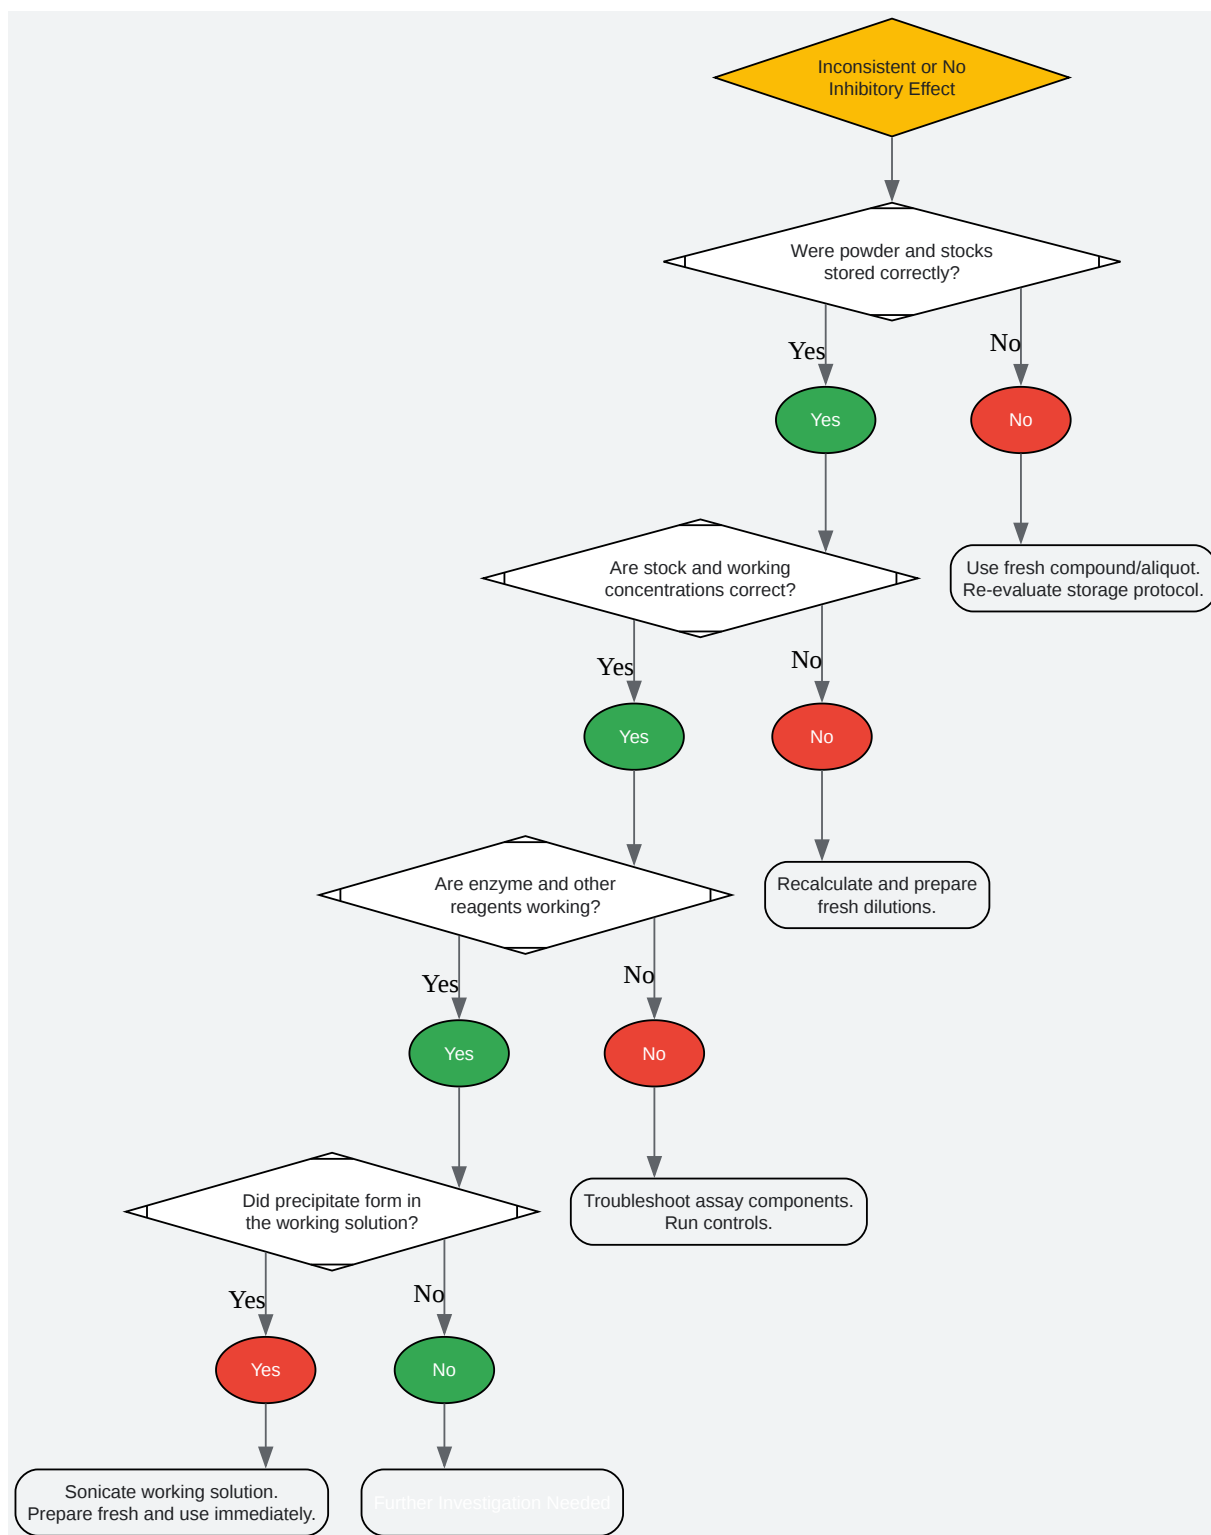 Inconsistent or No
Inhibitory Effect
Were powder and stocks
stored correctly?
Yes
No
Yes
No
Are stock and working
concentrations correct?
Use fresh compound/aliquot.
Re-evaluate storage protocol.
Yes
No
Yes
No
Are enzyme and other
reagents working?
Recalculate and prepare
fresh dilutions.
Yes
No
Yes
No
Did precipitate form in
the working solution?
Troubleshoot assay components.
Run controls.
Yes
No
Yes
No
Sonicate working solution.
Prepare fresh and use immediately.
Further Investigation Needed